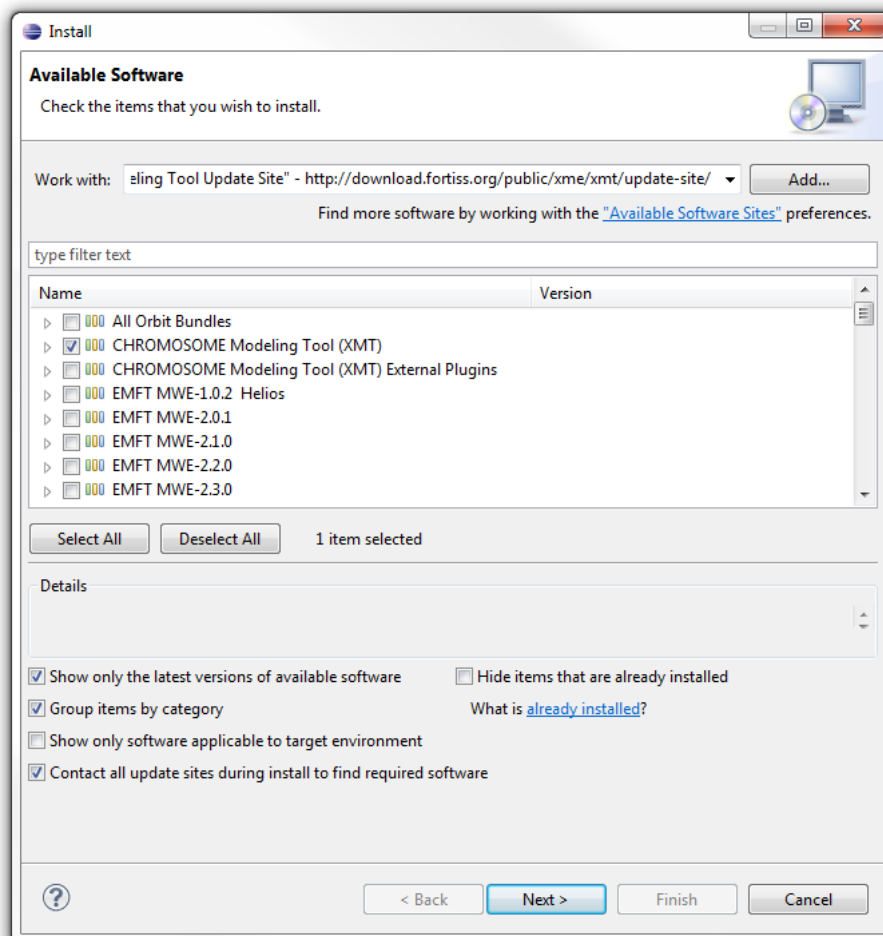 Install
Available Software
Check the items that you wish to install.
Work with: eling Tool Update Site" - http://download.fortiss.org/public/xme/xmt/update-site/ Add...
Find more software by working with the "Available Software Sites" preferences.
type filter text
Name Version
All Orbit Bundles
CHROMOSOME Modeling Tool (XMT)
CHROMOSOME Modeling Tool (XMT) External Plugins
EMFT MWE-1.0.2 Helios
EMFT MWE-2.0.1
EMFT MWE-2.1.0
EMFT MWE-2.2.0
EMFT MWE-2.3.0
Select All Deselect All 1 item selected
Details
Show only the latest versions of available software Hide items that are already installed
Group items by category What is already installed?
Show only software applicable to target environment
Contact all update sites during install to find required software
? < Back Next > Finish Cancel